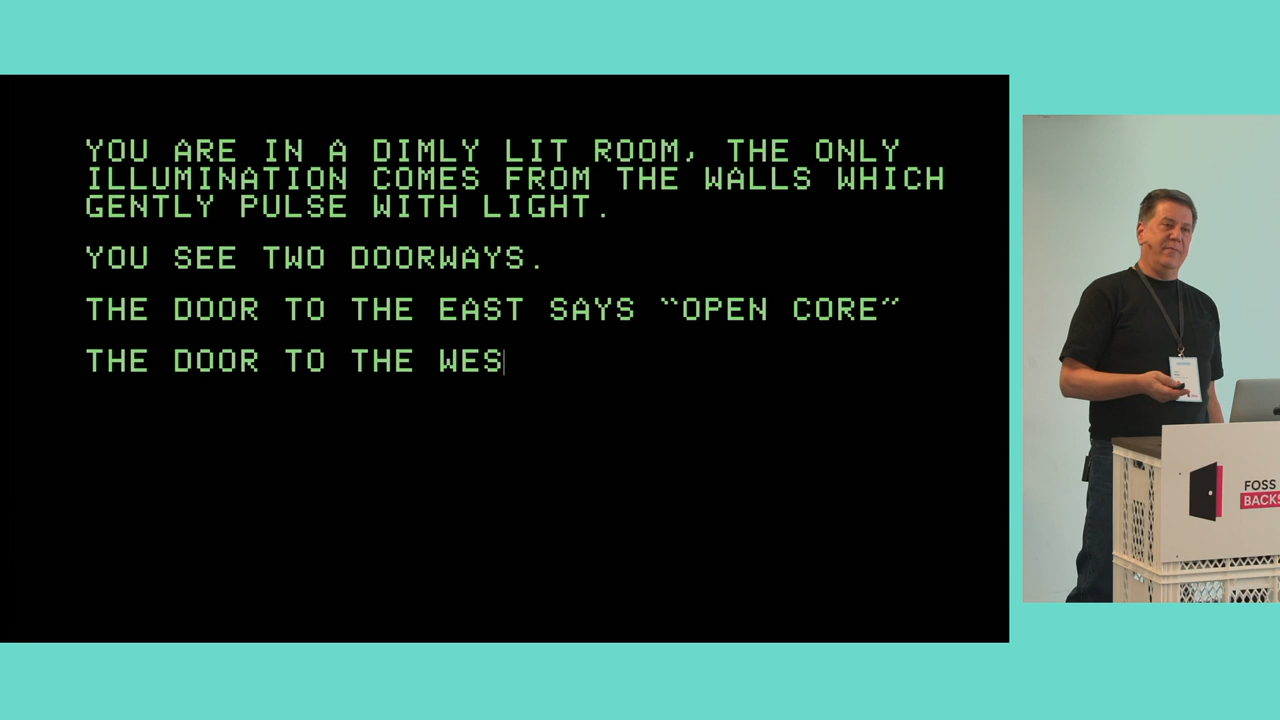 YOU ARE IN A DIMLY LIT ROOM, THE ONLY
ILLUMINATION COMES FROM THE WALLS WHICH
GENTLY PULSE WITH LIGHT.
YOU SEE TWO DOORWAYS.
THE DOOR TO THE EAST SAYS “OPEN CORE”
THE DOOR TO THE WES
FOSS
BACKS